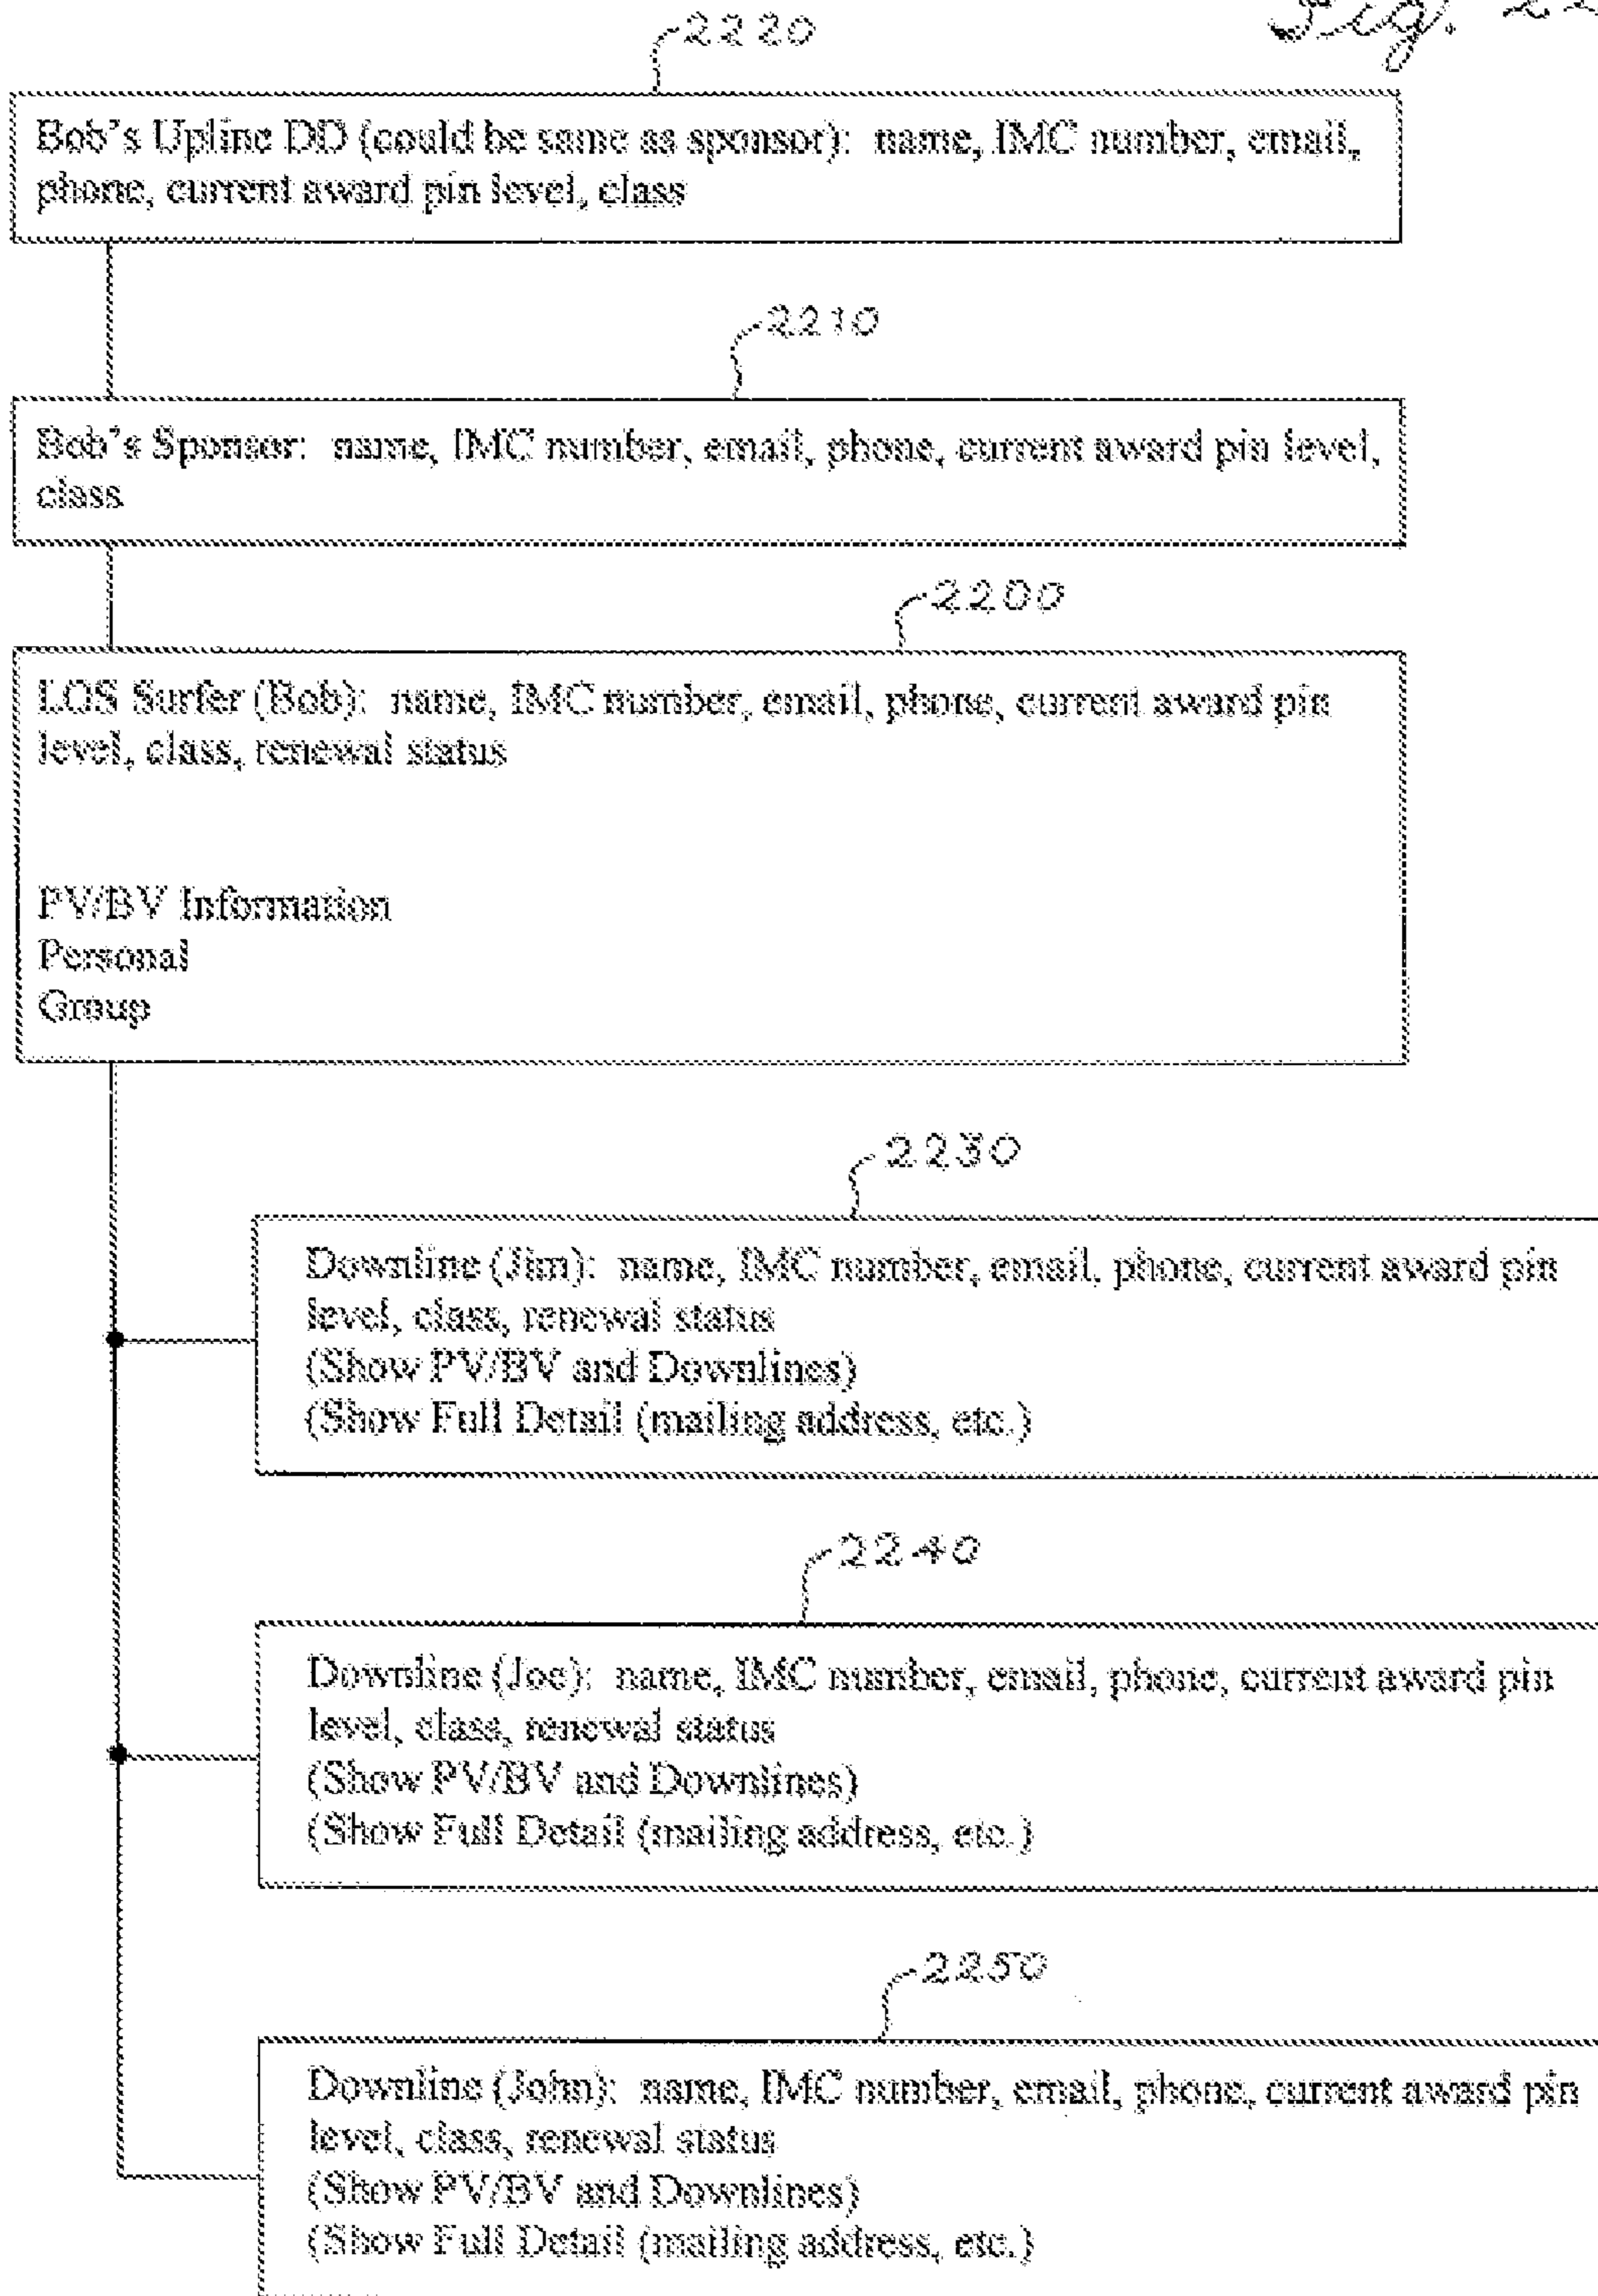 Fig. 22
2220
Bob's Upline DD (could be same as sponsor): name, IMC number, email,
phone, current award pin level, class
2210
Bob's Sponsor: name, IMC number, email, phone, current award pin level,
class
2200
LOS Surfer (Bob): name, IMC number, email, phone, current award pin
level, class, renewal status
PV/BV Information
Personal
Group
2230
Downline (Jim): name, IMC number, email, phone, current award pin
level, class, renewal status
(Show PV/BV and Downlines)
(Show Full Detail (mailing address, etc.)
2240
Downline (Joe): name, IMC number, email, phone, current award pin
level, class, renewal status
(Show PV/BV and Downlines)
(Show Full Detail (mailing address, etc.)
2250
Downline (John): name, IMC number, email, phone, current award pin
level, class, renewal status
(Show PV/BV and Downlines)
(Show Full Detail (mailing address, etc.)